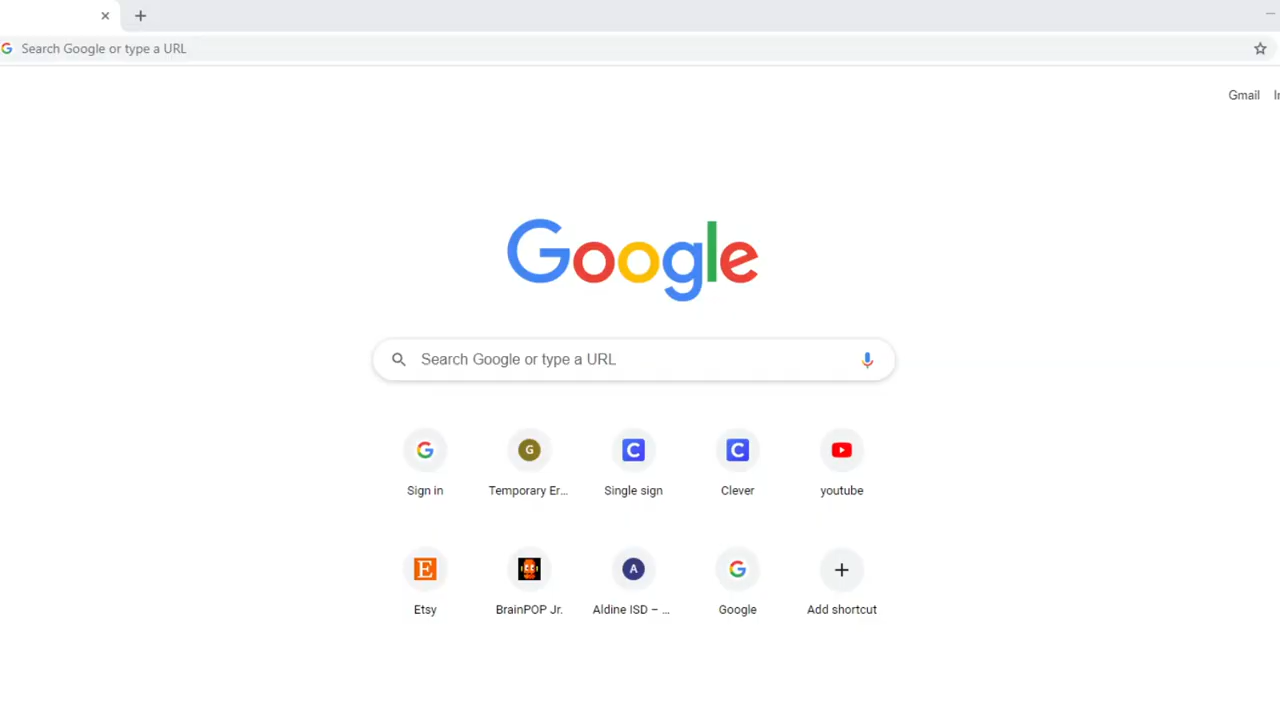 Search Google or type a URL
Gmail
Google
Search Google or type a URL
G
Sign in
Temporary Er...
Single sign
Clever
youtube
E
A
Etsy
BrainPOP Jr.
Aldine ISD – ...
Google
Add shortcut